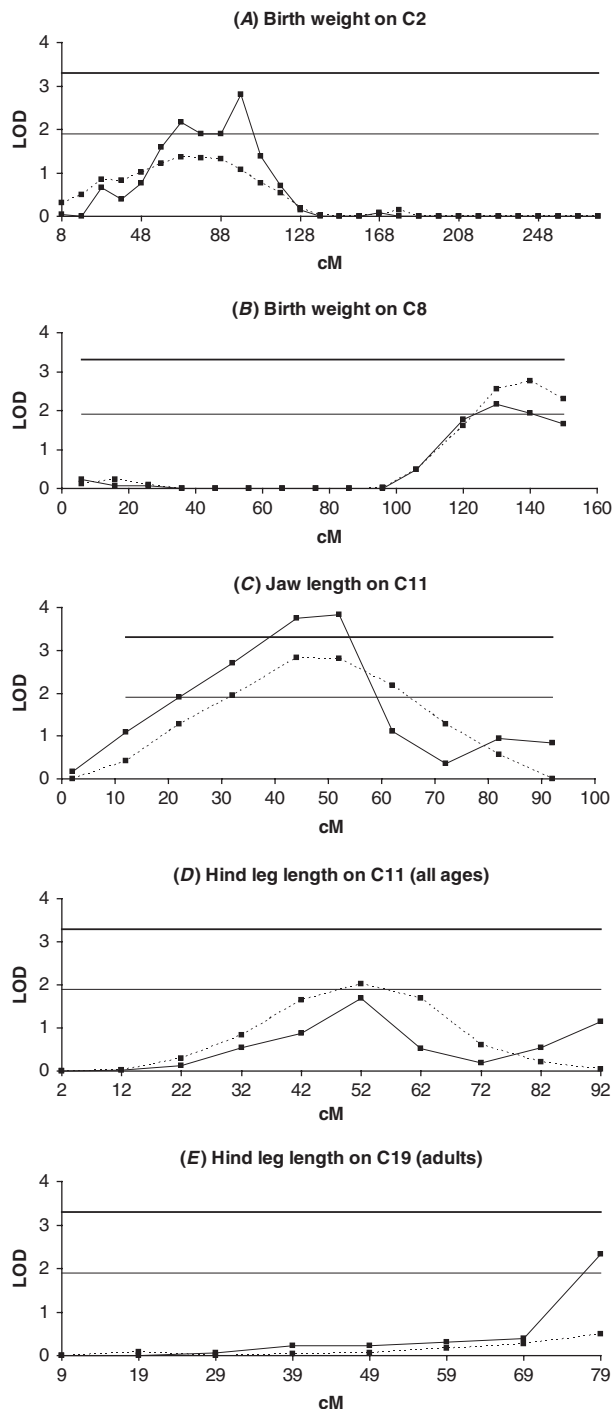 (A) Birth weight on C2
4
3
2
1
0
LOD
8 48 88 128 168 208 248
cM
(B) Birth weight on C8
4
3
2
1
0
LOD
0 20 40 60 80 100 120 140 160
cM
(C) Jaw length on C11
4
3
2
1
0
LOD
0 10 20 30 40 50 60 70 80 90 100
cM
(D) Hind leg length on C11 (all ages)
4
3
2
1
0
LOD
2 12 22 32 42 52 62 72 82 92
cM
(E) Hind leg length on C19 (adults)
4
3
2
1
0
LOD
9 19 29 39 49 59 69 79
cM